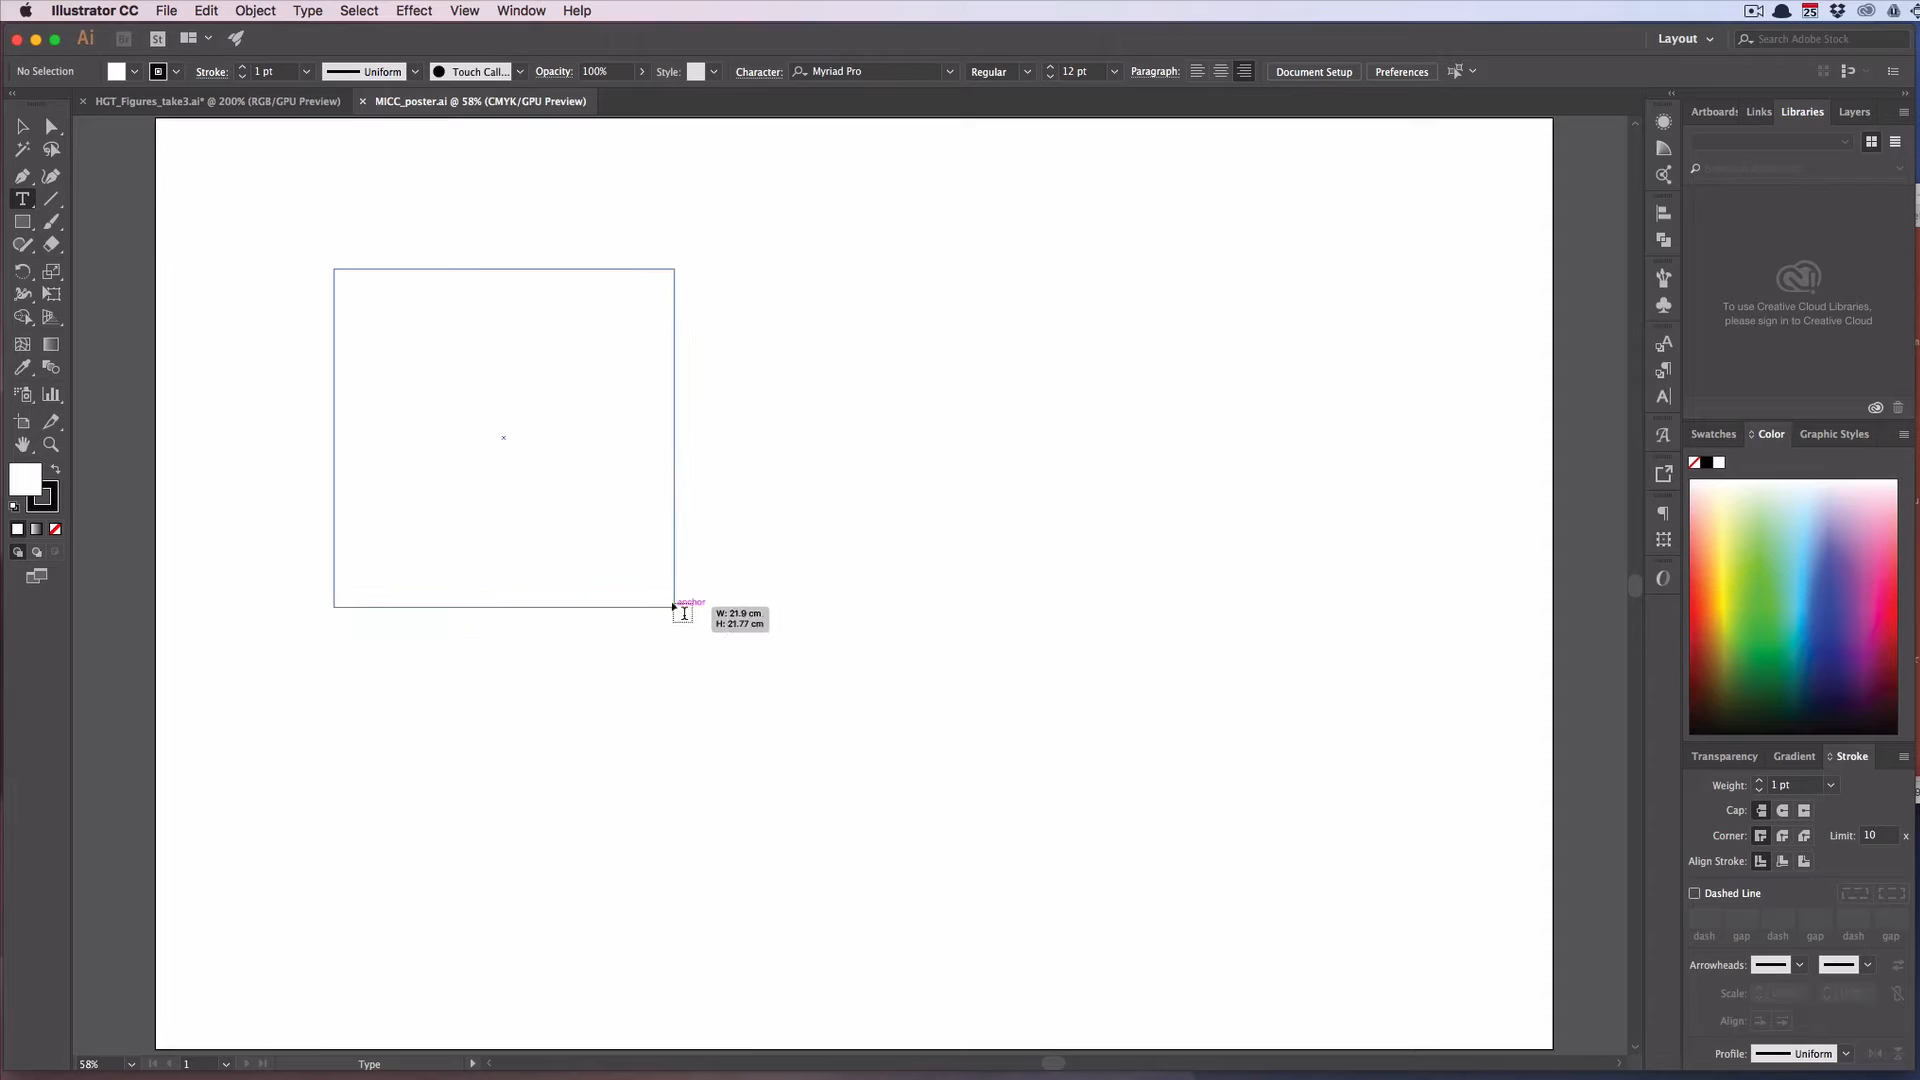 Illustrator CC File Edit Object Type Select Effect View Window Help
25
Ai Br St Layout Search Adobe Stock
No Selection Stroke: 1 pt Uniform Touch Call... Opacity: 100% Style: Character: Myriad Pro Regular 12 pt Paragraph: Document Setup Preferences
HGT_Figures_take3.ai* @ 200% (RGB/GPU Preview) MICC_poster.ai @ 58% (CMYK/GPU Preview)
Artboards Links Libraries Layers
To use Creative Cloud Libraries,
please sign in to Creative Cloud
Swatches Color Graphic Styles
anchor
W: 21.9 cm
H: 21.77 cm
Transparency Gradient Stroke
Weight: 1 pt
Cap:
Corner: Limit: 10 x
Align Stroke:
Dashed Line
dash gap dash gap dash gap
Arrowheads:
Scale:
Align:
Profile: Uniform
58% 1 Type